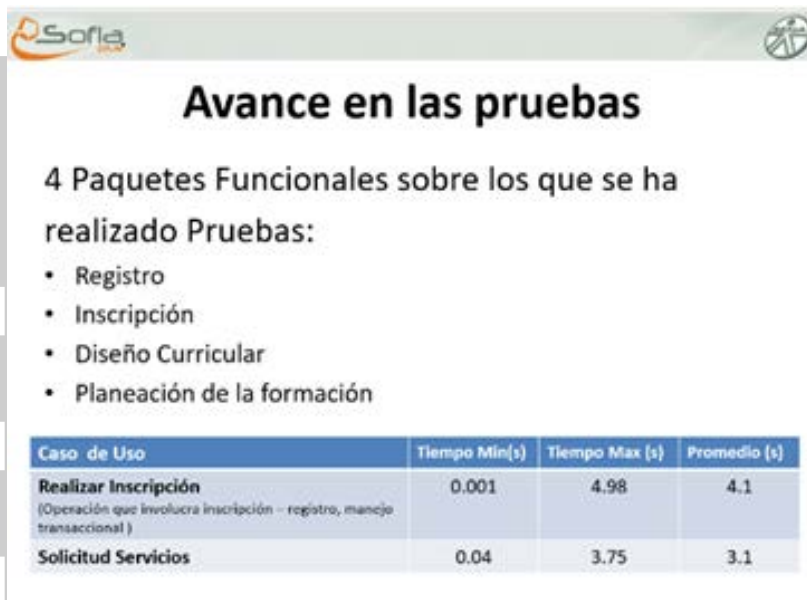 Sofia
plus
Avance en las pruebas
4 Paquetes Funcionales sobre los que se ha
realizado Pruebas:
• Registro
• Inscripción
• Diseño Curricular
• Planeación de la formación
Caso de Uso Tiempo Min(s) Tiempo Max (s) Promedio (s)
Realizar Inscripción 0.001 4.98 4.1
(Operación que involucra inscripción – registro, manejo
transaccional )
Solicitud Servicios 0.04 3.75 3.1